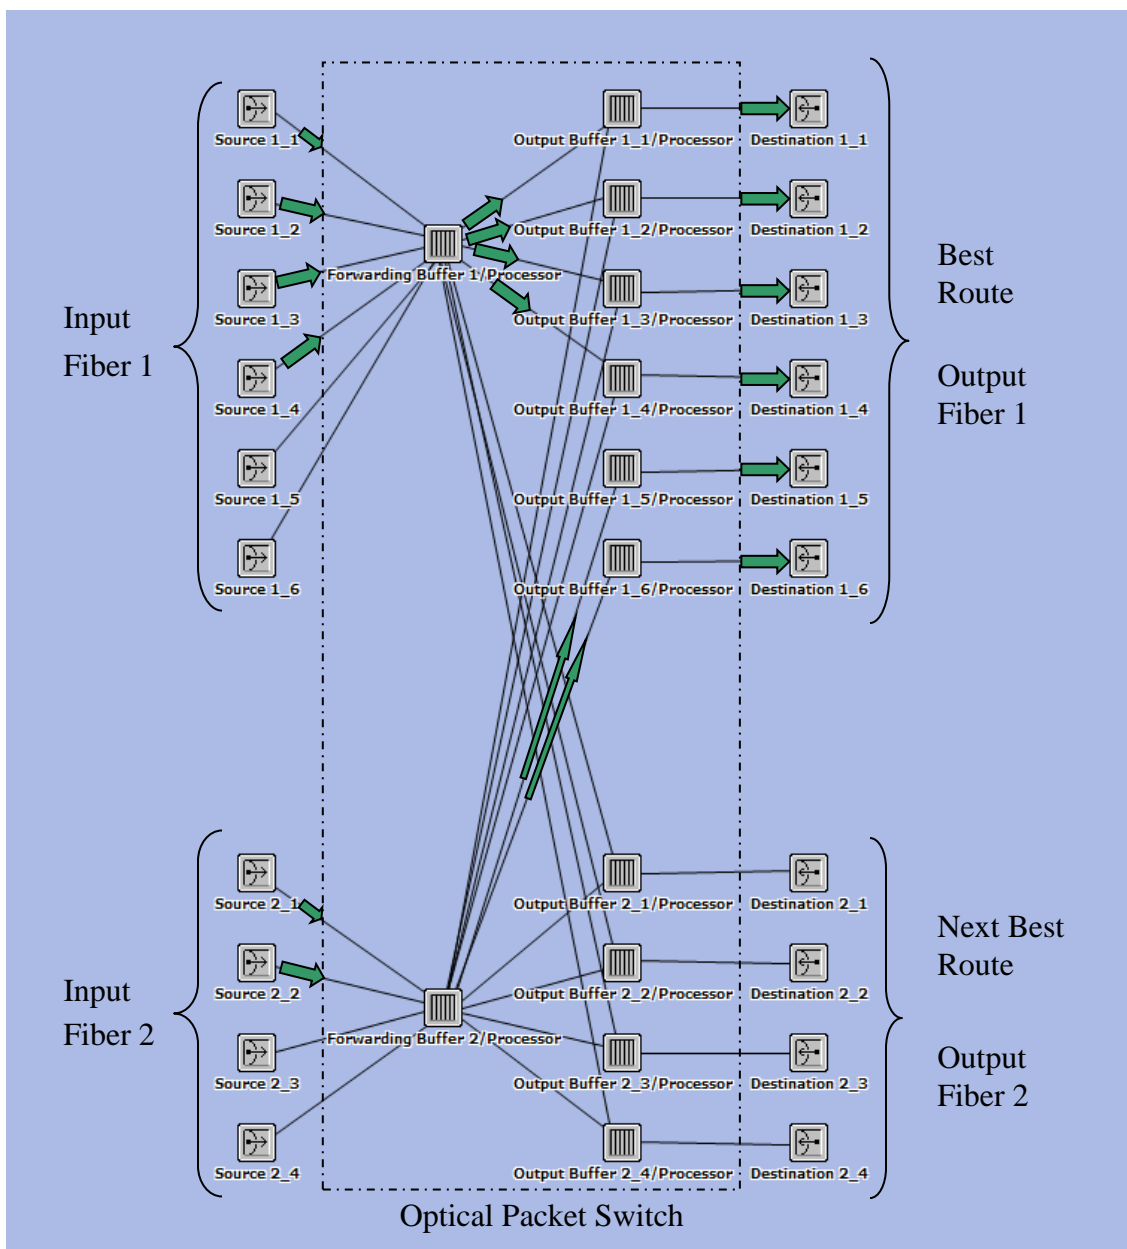 Source 1_1
Output Buffer 1_1/Processor
Destination 1_1
Source 1_2
Output Buffer 1_2/Processor
Destination 1_2
Forwarding Buffer 1/Processor
Best
Route
Source 1_3
Output Buffer 1_3/Processor
Destination 1_3
Input
Fiber 1
Output
Fiber 1
Source 1_4
Output Buffer 1_4/Processor
Destination 1_4
Source 1_5
Output Buffer 1_5/Processor
Destination 1_5
Source 1_6
Output Buffer 1_6/Processor
Destination 1_6
Source 2_1
Output Buffer 2_1/Processor
Destination 2_1
Next Best
Route
Source 2_2
Output Buffer 2_2/Processor
Destination 2_2
Input
Fiber 2
Forwarding Buffer 2/Processor
Output
Fiber 2
Source 2_3
Output Buffer 2_3/Processor
Destination 2_3
Source 2_4
Output Buffer 2_4/Processor
Destination 2_4
Optical Packet Switch